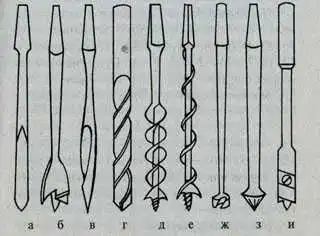 а б в г д е ж з и